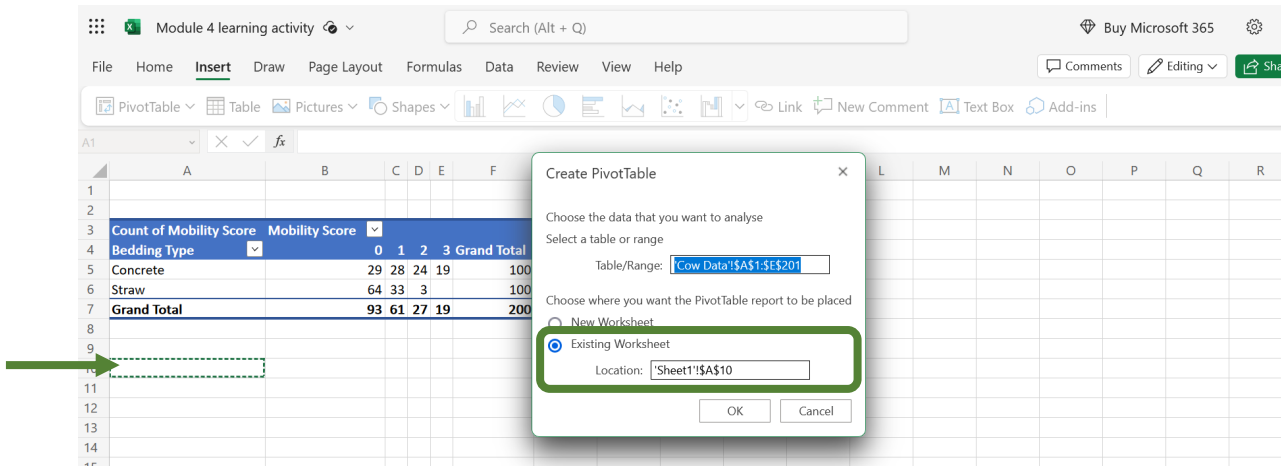 Module 4 learning activity Search (Alt + Q) Buy Microsoft 365
File Home Insert Draw Page Layout Formulas Data Review View Help Comments Editing Sha
PivotTable Table Pictures Shapes Link New Comment Text Box Add-ins
A1 fx
A B C D E F L M N O P Q R
1
2
3 Count of Mobility Score Mobility Score
4 Bedding Type 0 1 2 3 Grand Total
5 Concrete 29 28 24 19 100
6 Straw 64 33 3 100
7 Grand Total 93 61 27 19 200
8
9
10
11
12
13
14
15
Create PivotTable
Choose the data that you want to analyse
Select a table or range
Table/Range: 'Cow Data'!$A$1:$E$201
Choose where you want the PivotTable report to be placed
New Worksheet
Existing Worksheet
Location: 'Sheet1'!$A$10
OK Cancel